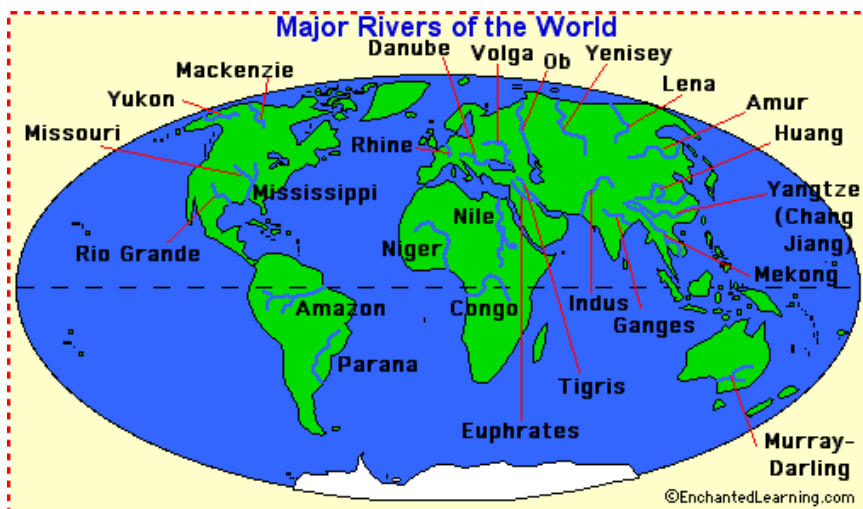 Major Rivers of the World
Danube
Volga
Ob
Yenisey
Mackenzie
Lena
Yukon
Amur
Missouri
Huang
Rhine
Mississippi
Yangtze
(Chang
Jiang)
Nile
Niger
Rio Grande
Mekong
Amazon
Congo
Indus
Ganges
Parana
Tigris
Euphrates
Murray-
Darling
©EnchantedLearning.com